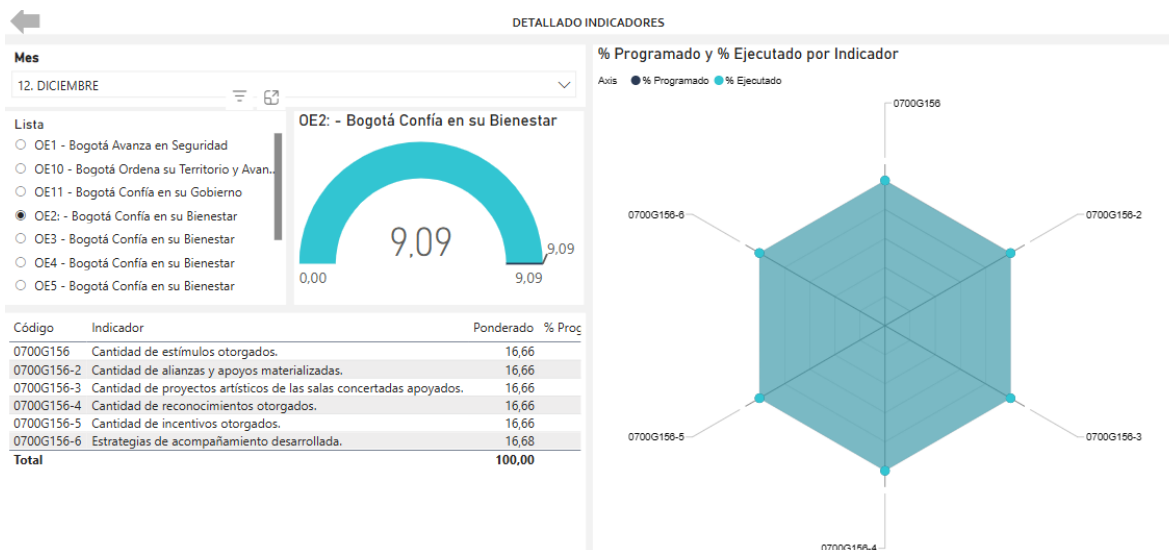 DETALLADO INDICADORES
Mes
12. DICIEMBRE
Lista
OE1 - Bogotá Avanza en Seguridad
OE10 - Bogotá Ordena su Territorio y Avan...
OE11 - Bogotá Confía en su Gobierno
OE2: - Bogotá Confía en su Bienestar
OE3 - Bogotá Confía en su Bienestar
OE4 - Bogotá Confía en su Bienestar
OE5 - Bogotá Confía en su Bienestar
OE2: - Bogotá Confía en su Bienestar
9,09
9,09
0,00
9,09
Código Indicador Ponderado % Prog
0700G156 Cantidad de estímulos otorgados. 16,66
0700G156-2 Cantidad de alianzas y apoyos materializadas. 16,66
0700G156-3 Cantidad de proyectos artísticos de las salas concertadas apoyados. 16,66
0700G156-4 Cantidad de reconocimientos otorgados. 16,66
0700G156-5 Cantidad de incentivos otorgados. 16,66
0700G156-6 Estrategias de acompañamiento desarrollada. 16,68
Total 100,00
% Programado y % Ejecutado por Indicador
Axis % Programado % Ejecutado
0700G156
0700G156-6
0700G156-2
0700G156-5
0700G156-3
0700G156-4